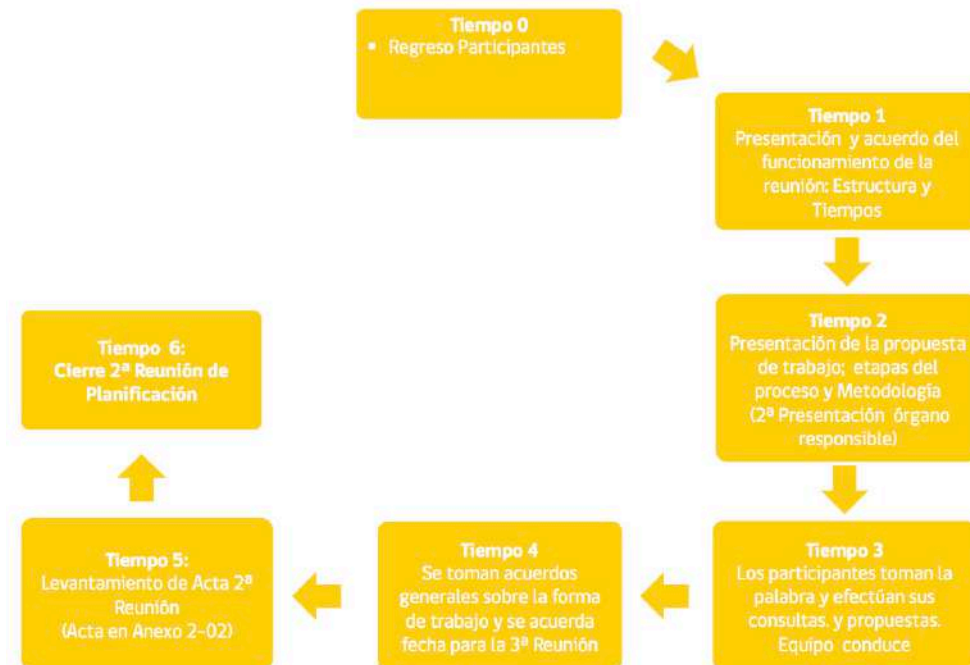 Tiempo 0
▪ Regreso Participantes
Tiempo 1
Presentación y acuerdo del
funcionamiento de la
reunión: Estructura y
Tiempos
Tiempo 2
Presentación de la propuesta
de trabajo; etapas del
proceso y Metodología
(2ª Presentación órgano
responsible)
Tiempo 3
Los participantes toman la
palabra y efectúan sus
consultas. y propuestas.
Equipo conduce
Tiempo 4
Se toman acuerdos
generales sobre la forma
de trabajo y se acuerda
fecha para la 3ª Reunión
Tiempo 5:
Levantamiento de Acta 2ª
Reunión
(Acta en Anexo 2-02)
Tiempo 6:
Cierre 2ª Reunión de
Planificación